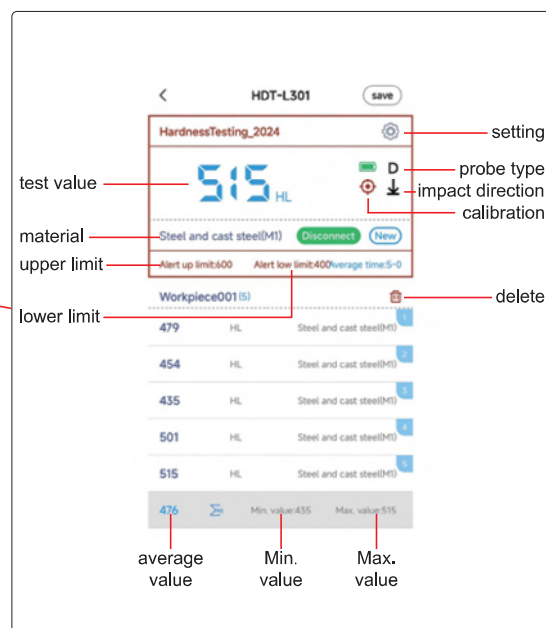 HDT-L301
save
HardnessTesting_2024
setting
D
probe type
test value
515 HL
impact direction
calibration
material
Steel and cast steel(M1)
Disconnect
New
upper limit
Alert up limit:600
Alert low limit:400
Average time:5-0
Workpiece001(5)
delete
lower limit
479 HL Steel and cast steel(M1) 1
454 HL Steel and cast steel(M1) 2
435 HL Steel and cast steel(M1) 3
501 HL Steel and cast steel(M1) 4
515 HL Steel and cast steel(M1) 5
476 Min. value:435 Max. value:515
average value
Min. value
Max. value